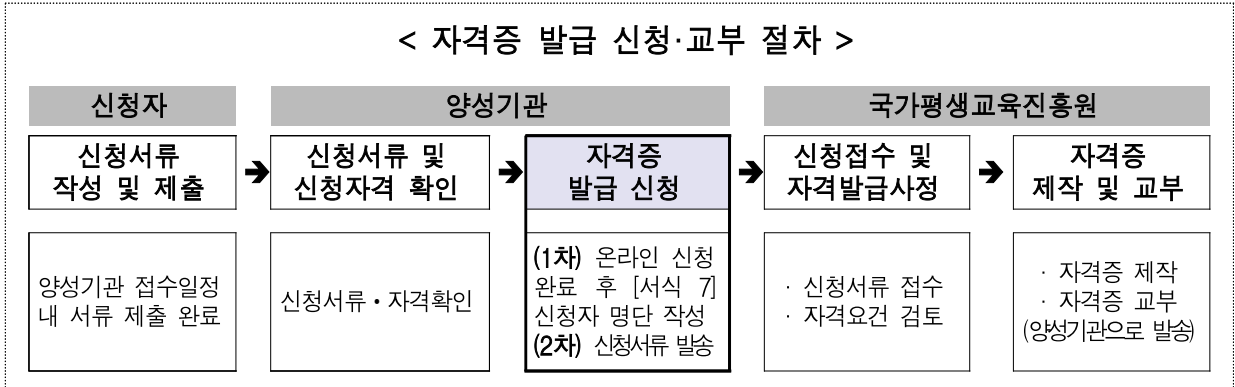 < 자격증 발급 신청·교부 절차 >
신청자
양성기관
국가평생교육진흥원
신청서류
작성 및 제출
➔
신청서류 및
신청자격 확인
➔
자격증
발급 신청
➔
신청접수 및
자격발급사정
➔
자격증
제작 및 교부
양성기관 접수일정
내 서류 제출 완료
신청서류・자격확인
(1차) 온라인 신청
완료 후 [서식 7]
신청자 명단 작성
(2차) 신청서류 발송
· 신청서류 접수
· 자격요건 검토
· 자격증 제작
· 자격증 교부
(양성기관으로 발송)